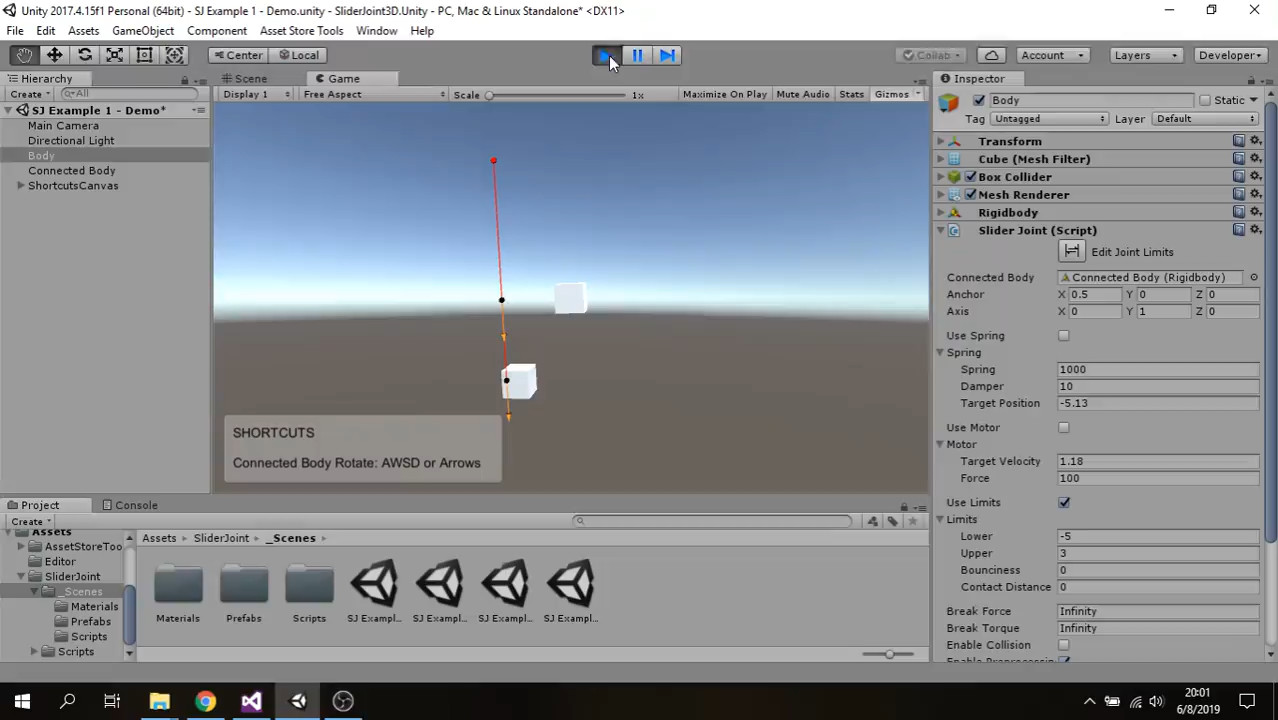 Unity 2017.4.15f1 Personal (64bit) - SJ Example 1 - Demo.unity - SliderJoint3D.Unity - PC, Mac & Linux Standalone* <DX11>
File Edit Assets GameObject Component Asset Store Tools Window Help
Center Local Collab Account Layers Developer
Hierarchy
Create All
SJ Example 1 - Demo*
Main Camera
Directional Light
Body
Connected Body
ShortcutsCanvas
Scene Game
Display 1 Free Aspect Scale 1x Maximize On Play Mute Audio Stats Gizmos
SHORTCUTS
Connected Body Rotate: AWSD or Arrows
Inspector
Body Static
Tag Untagged Layer Default
Transform
Cube (Mesh Filter)
Box Collider
Mesh Renderer
Rigidbody
Slider Joint (Script)
Edit Joint Limits
Connected Body Connected Body (Rigidbody)
Anchor X 0.5 Y 0 Z 0
Axis X 0 Y 1 Z 0
Use Spring
Spring
Spring 1000
Damper 10
Target Position -5.13
Use Motor
Motor
Target Velocity 1.18
Force 100
Use Limits
Limits
Lower -5
Upper 3
Bounciness 0
Contact Distance 0
Break Force Infinity
Break Torque Infinity
Enable Collision
Project Console
Create
Assets
AssetStoreToo
Editor
SliderJoint
_Scenes
Materials
Prefabs
Scripts
Scripts
Assets SliderJoint _Scenes
Materials Prefabs Scripts SJ Exampl... SJ Exampl... SJ Exampl... SJ Exampl...
20:01
6/8/2019